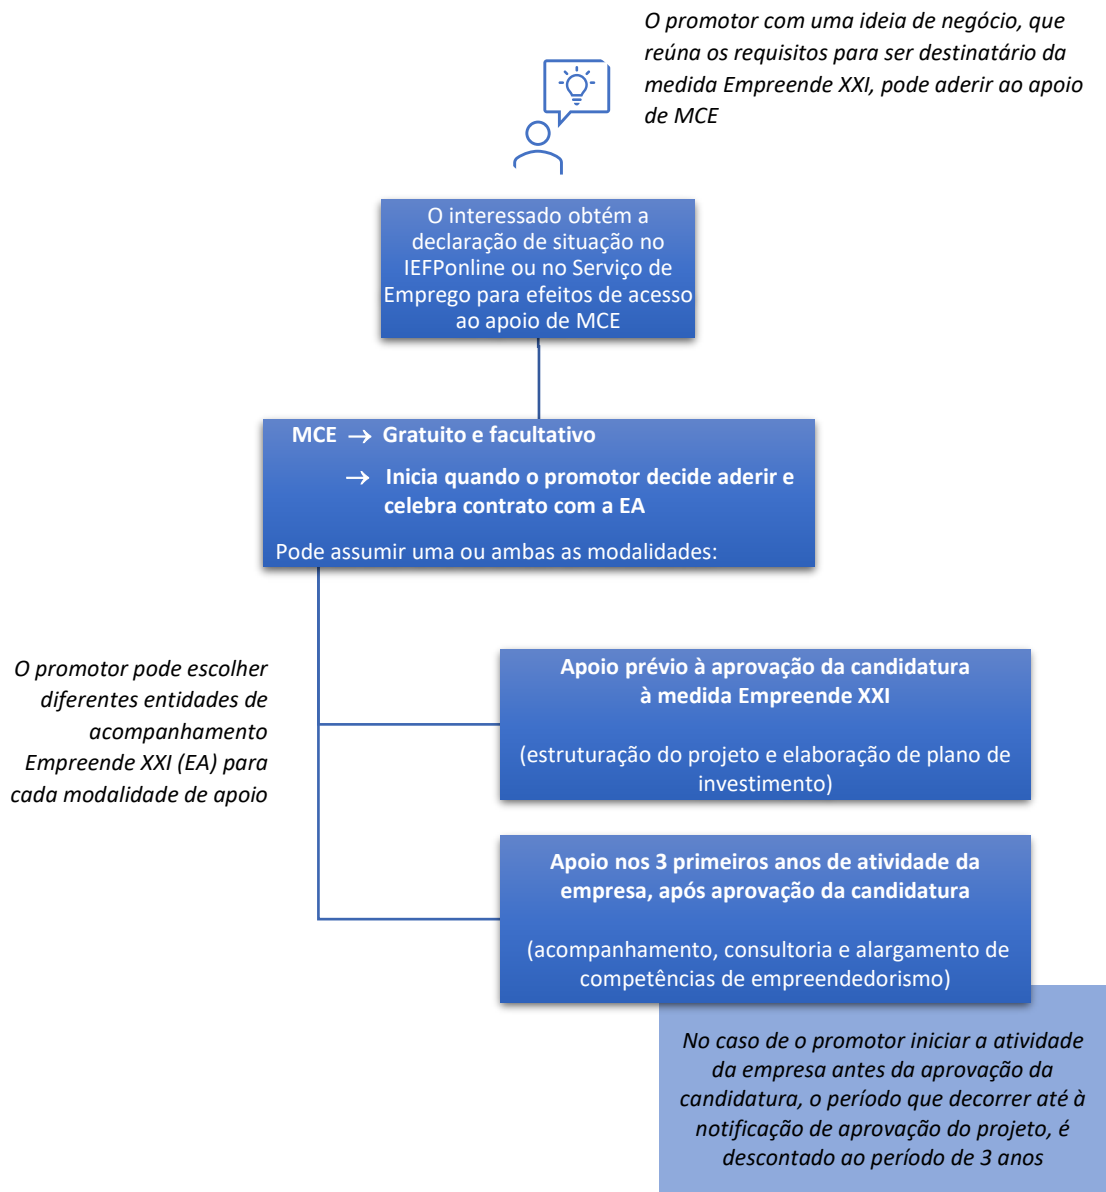 O promotor com uma ideia de negócio, que
reúna os requisitos para ser destinatário da
medida Empreende XXI, pode aderir ao apoio
de MCE
O interessado obtém a
declaração de situação no
IEFPonline ou no Serviço de
Emprego para efeitos de acesso
ao apoio de MCE
MCE → Gratuito e facultativo
→ Inicia quando o promotor decide aderir e
celebra contrato com a EA
Pode assumir uma ou ambas as modalidades:
O promotor pode escolher
diferentes entidades de
acompanhamento
Empreende XXI (EA) para
cada modalidade de apoio
Apoio prévio à aprovação da candidatura
à medida Empreende XXI
(estruturação do projeto e elaboração de plano de
investimento)
Apoio nos 3 primeiros anos de atividade da
empresa, após aprovação da candidatura
(acompanhamento, consultoria e alargamento de
competências de empreendedorismo)
No caso de o promotor iniciar a atividade
da empresa antes da aprovação da
candidatura, o período que decorrer até à
notificação de aprovação do projeto, é
descontado ao período de 3 anos